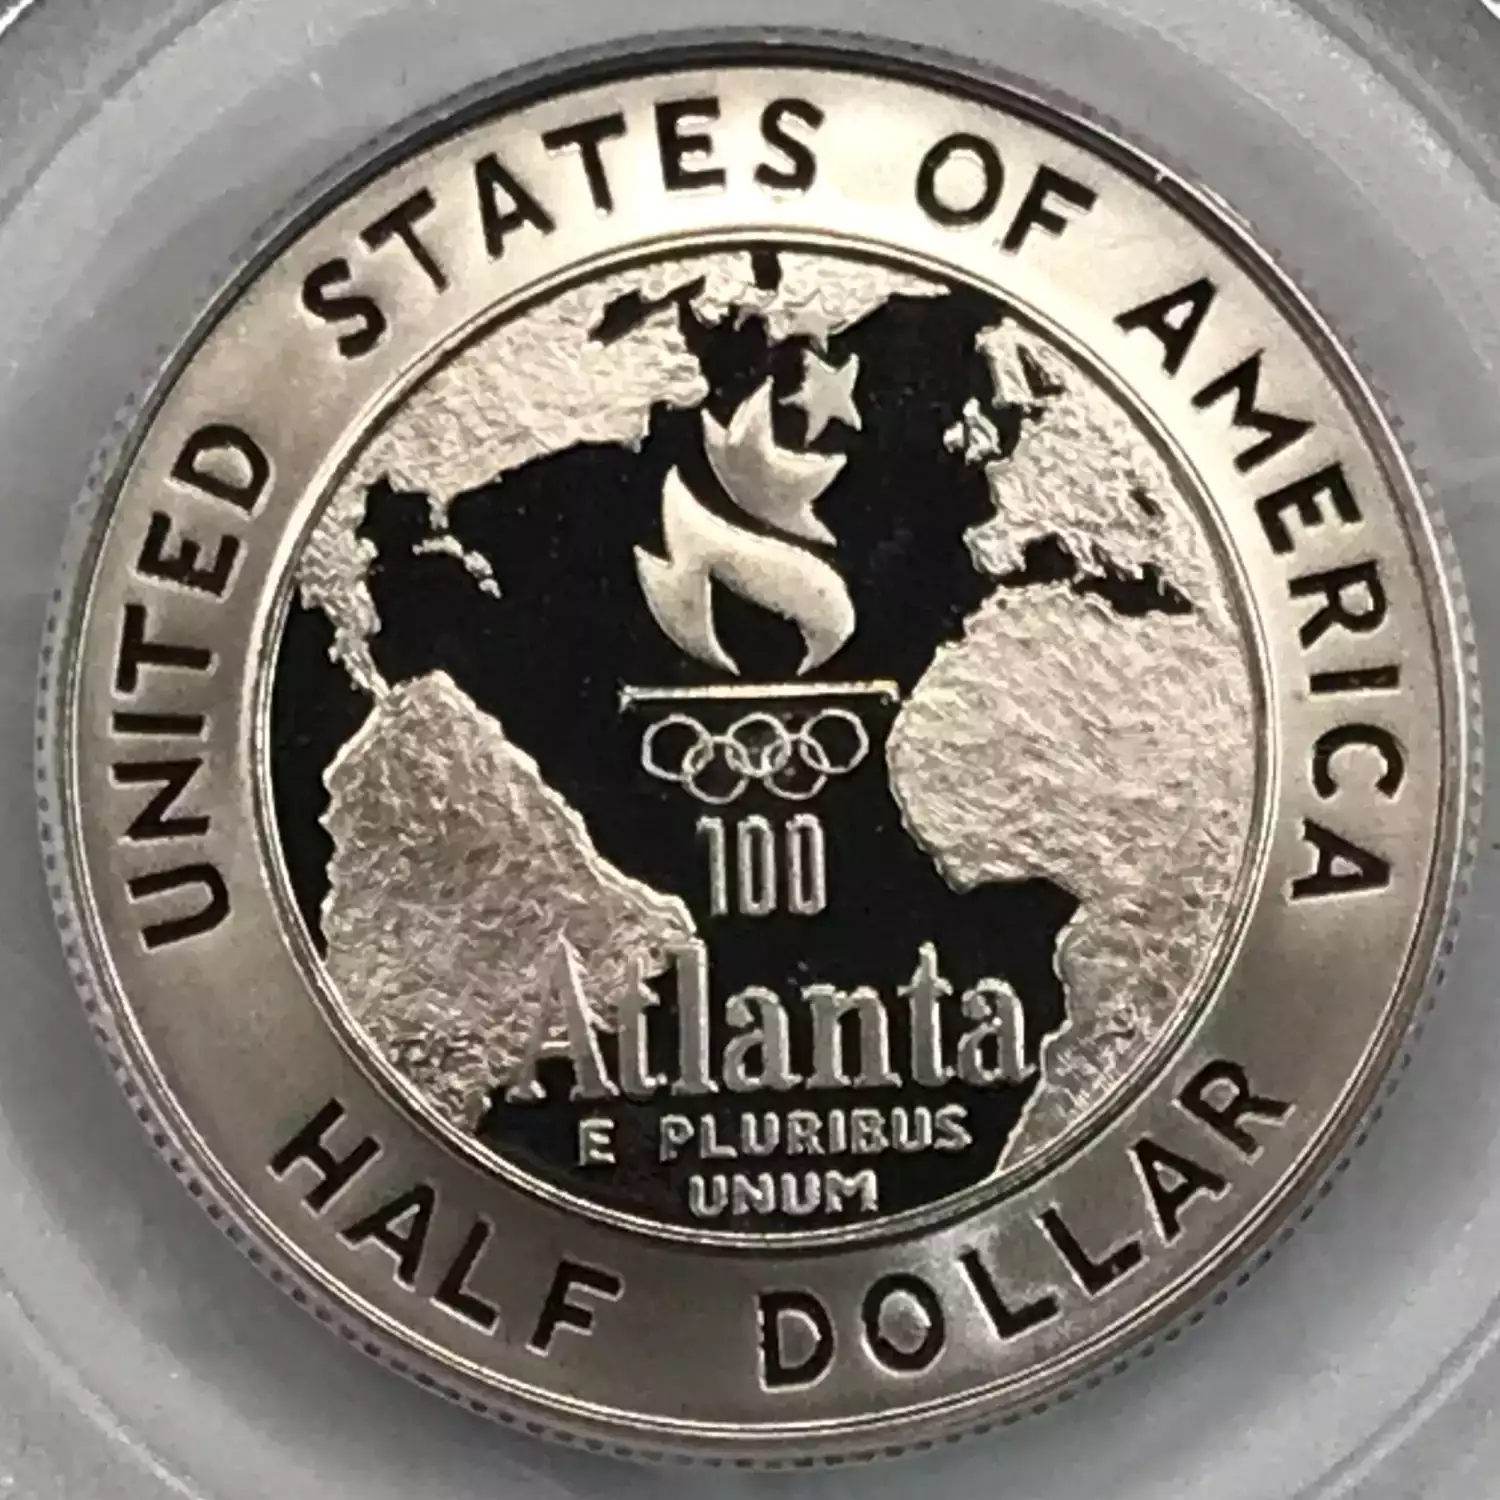 UNITED STATES OF AMERICA
100
Atlanta
E PLURIBUS
UNUM
HALF DOLLAR